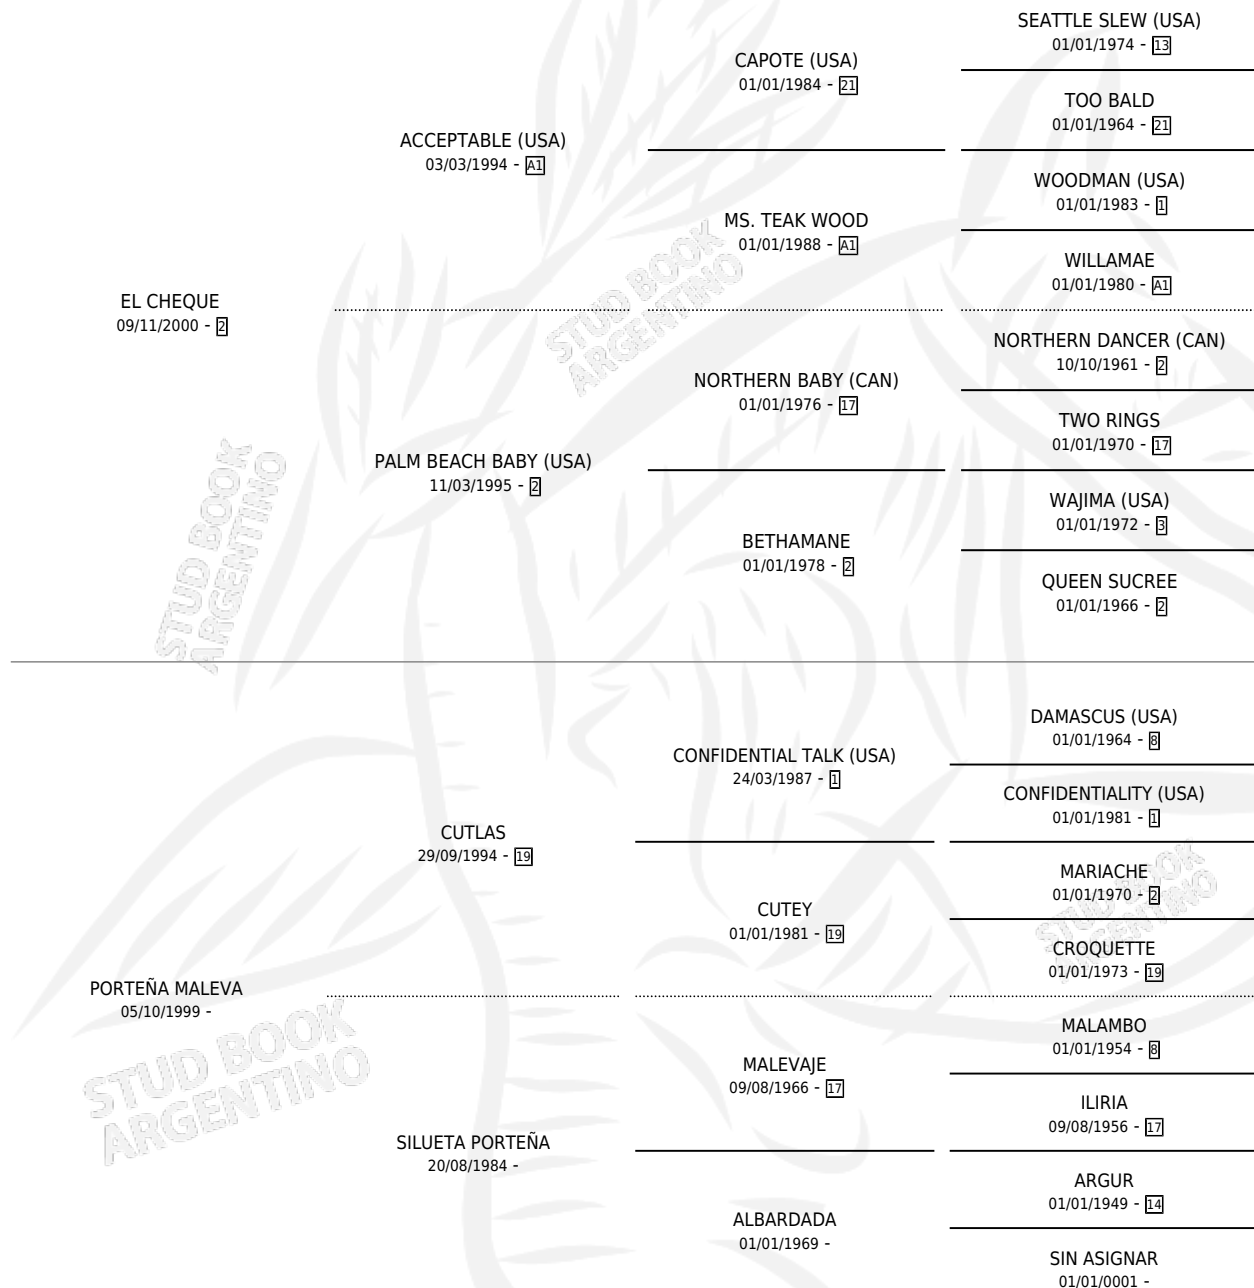 SEATTLE SLEW (USA)
01/01/1974 - 13
CAPOTE (USA)
01/01/1984 - 21
TOO BALD
01/01/1964 - 21
ACCEPTABLE (USA)
03/03/1994 - A1
WOODMAN (USA)
01/01/1983 - 1
MS. TEAK WOOD
01/01/1988 - A1
WILLAMAE
01/01/1980 - A1
EL CHEQUE
09/11/2000 - 2
NORTHERN DANCER (CAN)
10/10/1961 - 2
NORTHERN BABY (CAN)
01/01/1976 - 17
TWO RINGS
01/01/1970 - 17
PALM BEACH BABY (USA)
11/03/1995 - 2
WAJIMA (USA)
01/01/1972 - 3
BETHAMANE
01/01/1978 - 2
QUEEN SUCREE
01/01/1966 - 2
DAMASCUS (USA)
01/01/1964 - 8
CONFIDENTIAL TALK (USA)
24/03/1987 - 1
CONFIDENTIALITY (USA)
01/01/1981 - 1
CUTLAS
29/09/1994 - 19
MARIACHE
01/01/1970 - 2
CUTEY
01/01/1981 - 19
CROQUETTE
01/01/1973 - 19
PORTEÑA MALEVA
05/10/1999 -
MALAMBO
01/01/1954 - 8
MALEVAJE
09/08/1966 - 17
ILIRIA
09/08/1956 - 17
SILUETA PORTEÑA
20/08/1984 -
ARGUR
01/01/1949 - 14
ALBARDADA
01/01/1969 -
SIN ASIGNAR
01/01/0001 -
STUD BOOK
ARGENTINO
STUD BOOK
ARGENTINO
STUD BOOK
ARGENTINO
STUD BOOK
ARGENTINO